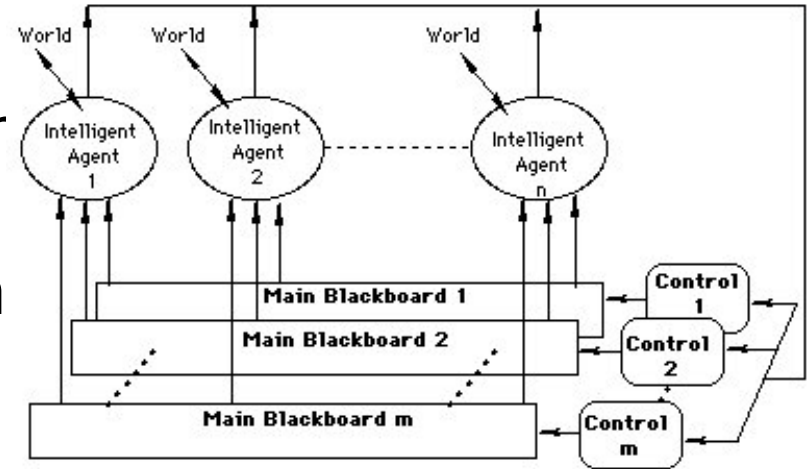 World World World
Intelligent
Agent
1
Intelligent
Agent
2
Intelligent
Agent
n
Main Blackboard 1
Control
1
Main Blackboard 2
Control
2
Main Blackboard m
Control
m